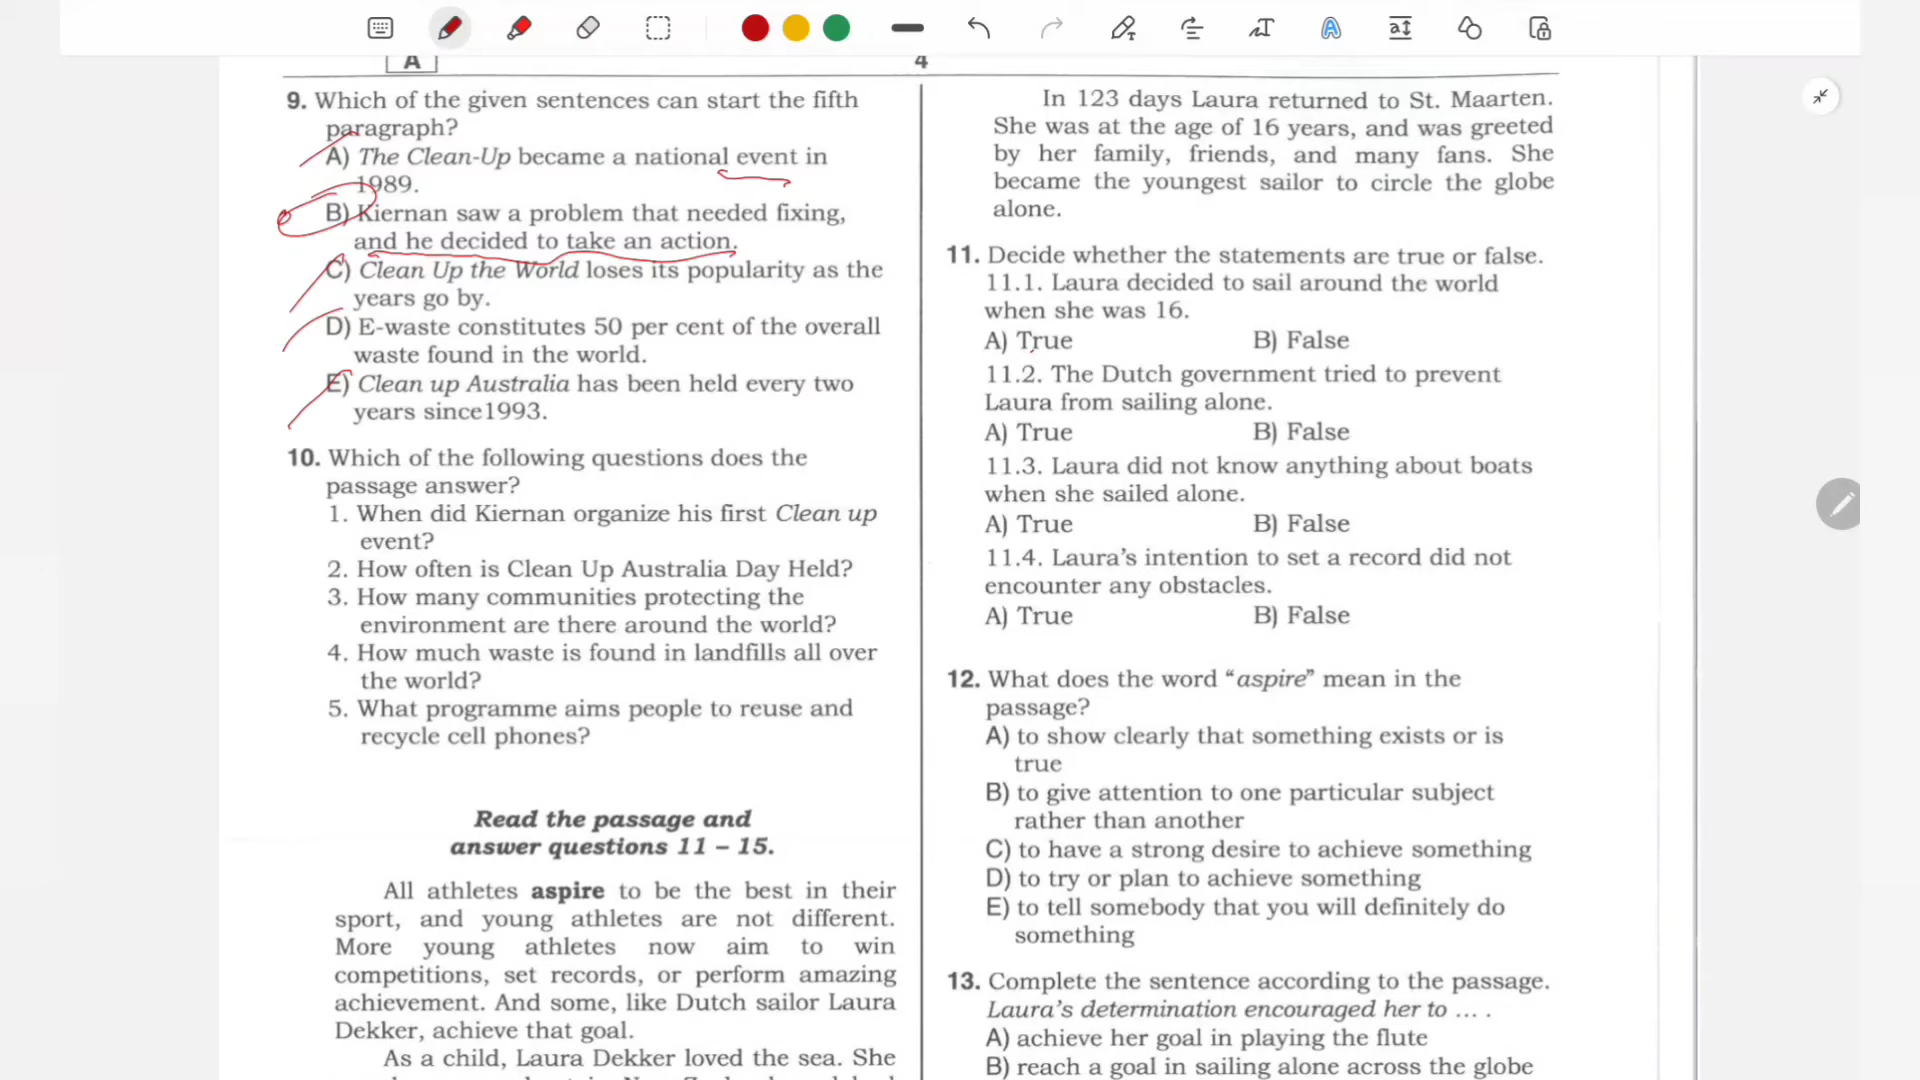 A
4
9. Which of the given sentences can start the fifth
paragraph?
A) The Clean-Up became a national event in
1989.
B) Kiernan saw a problem that needed fixing,
and he decided to take an action.
C) Clean Up the World loses its popularity as the
years go by.
D) E-waste constitutes 50 per cent of the overall
waste found in the world.
E) Clean up Australia has been held every two
years since1993.
10. Which of the following questions does the
passage answer?
1. When did Kiernan organize his first Clean up
event?
2. How often is Clean Up Australia Day Held?
3. How many communities protecting the
environment are there around the world?
4. How much waste is found in landfills all over
the world?
5. What programme aims people to reuse and
recycle cell phones?
Read the passage and
answer questions 11 – 15.
All athletes aspire to be the best in their
sport, and young athletes are not different.
More young athletes now aim to win
competitions, set records, or perform amazing
achievement. And some, like Dutch sailor Laura
Dekker, achieve that goal.
As a child, Laura Dekker loved the sea. She
In 123 days Laura returned to St. Maarten.
She was at the age of 16 years, and was greeted
by her family, friends, and many fans. She
became the youngest sailor to circle the globe
alone.
11. Decide whether the statements are true or false.
11.1. Laura decided to sail around the world
when she was 16.
A) True B) False
11.2. The Dutch government tried to prevent
Laura from sailing alone.
A) True B) False
11.3. Laura did not know anything about boats
when she sailed alone.
A) True B) False
11.4. Laura's intention to set a record did not
encounter any obstacles.
A) True B) False
12. What does the word "aspire" mean in the
passage?
A) to show clearly that something exists or is
true
B) to give attention to one particular subject
rather than another
C) to have a strong desire to achieve something
D) to try or plan to achieve something
E) to tell somebody that you will definitely do
something
13. Complete the sentence according to the passage.
Laura's determination encouraged her to ... .
A) achieve her goal in playing the flute
B) reach a goal in sailing alone across the globe